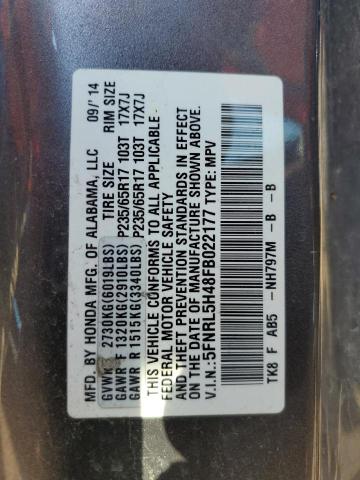 MFD. BY HONDA MFG. OF ALABAMA, LLC 09/'14
TIRE SIZE RIM SIZE
GVWR 2730KG(6019LBS)
GAWR F 1320KG(2910LBS) P235/65R17 103T 17X7J
GAWR R 1515KG(3340LBS) P235/65R17 103T 17X7J
THIS VEHICLE CONFORMS TO ALL APPLICABLE
FEDERAL MOTOR VEHICLE SAFETY
AND THEFT PREVENTION STANDARDS IN EFFECT
ON THE DATE OF MANUFACTURE SHOWN ABOVE.
V.I.N.:5FNRL5H48FB022177 TYPE: MPV
TK8 F AB5 -NH797M -B -B